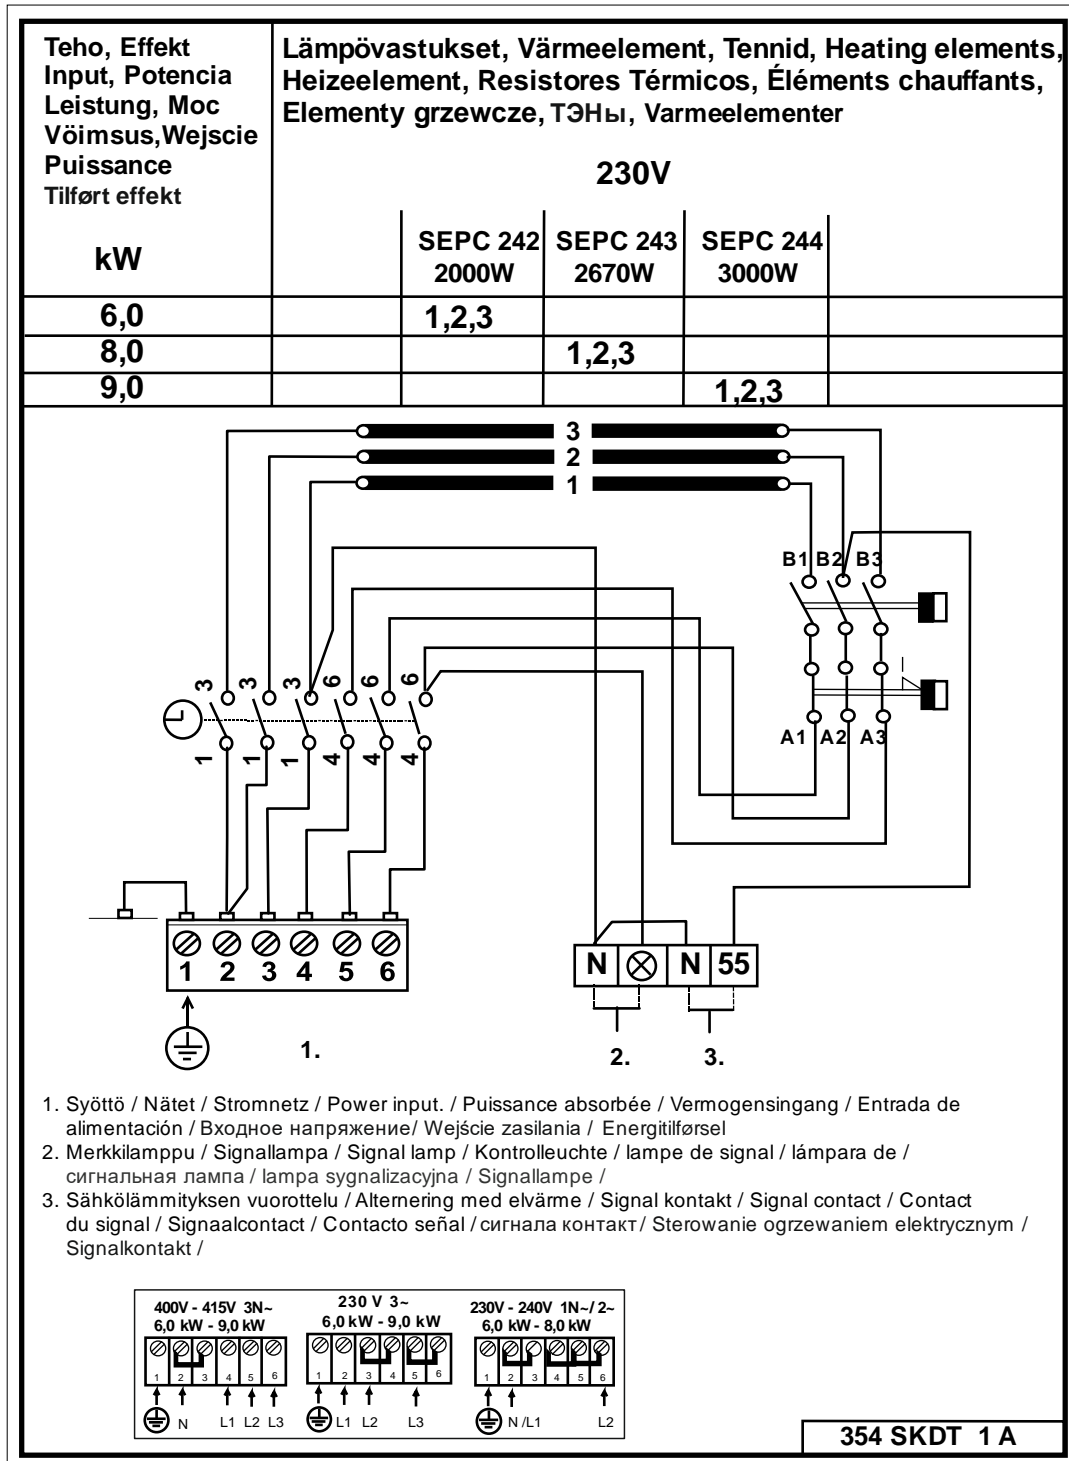 Teho, Effekt
Input, Potencia
Leistung, Moc
Vöimsus,Wejscie
Puissance
Tilført effekt
kW
Lämpövastukset, Värmeelement, Tennid, Heating elements,
Heizeelement, Resistores Térmicos, Éléments chauffants,
Elementy grzewcze, ТЭНы, Varmeelementer
230V
SEPC 242 SEPC 243 SEPC 244
2000W 2670W 3000W
6,0 1,2,3
8,0 1,2,3
9,0 1,2,3
3
2
1
B1 B2 B3
3 3 3 6 6 6
A1 A2 A3
1 1 1 4 4 4
N N 55
1 2 3 4 5 6
1.
2. 3.
1. Syöttö / Nätet / Stromnetz / Power input. / Puissance absorbée / Vermogensingang / Entrada de
alimentación / Входное напряжение/ Wejście zasilania / Energitilførsel
2. Merkkilamppu / Signallampa / Signal lamp / Kontrolleuchte / lampe de signal / lámpara de /
сигнальная лампа / lampa sygnalizacyjna / Signallampe /
3. Sähkölämmityksen vuorottelu / Alternering med elvärme / Signal kontakt / Signal contact / Contact
du signal / Signaalcontact / Contacto señal / сигнала контакт / Sterowanie ogrzewaniem elektrycznym /
Signalkontakt /
400V - 415V 3N~
6,0 kW - 9,0 kW
1 2 3 4 5 6
N L1 L2 L3
230 V 3~
6,0 kW - 9,0 kW
1 2 3 4 5 6
L1 L2 L3
230V - 240V 1N~/ 2~
6,0 kW - 8,0 kW
1 2 3 4 5 6
N /L1 L2
354 SKDT 1 A